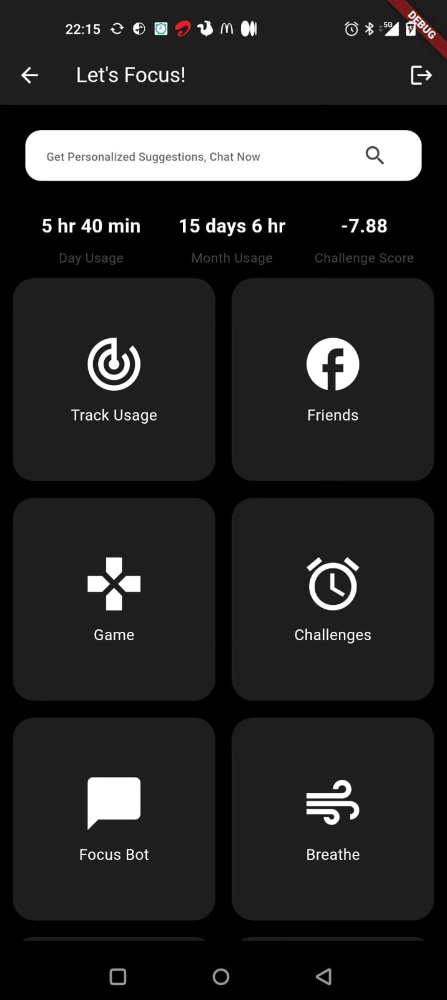 22:15
5G
DEBUG
Let's Focus!
Get Personalized Suggestions, Chat Now
5 hr 40 min 15 days 6 hr -7.88
Day Usage Month Usage Challenge Score
Track Usage Friends
Game Challenges
Focus Bot Breathe